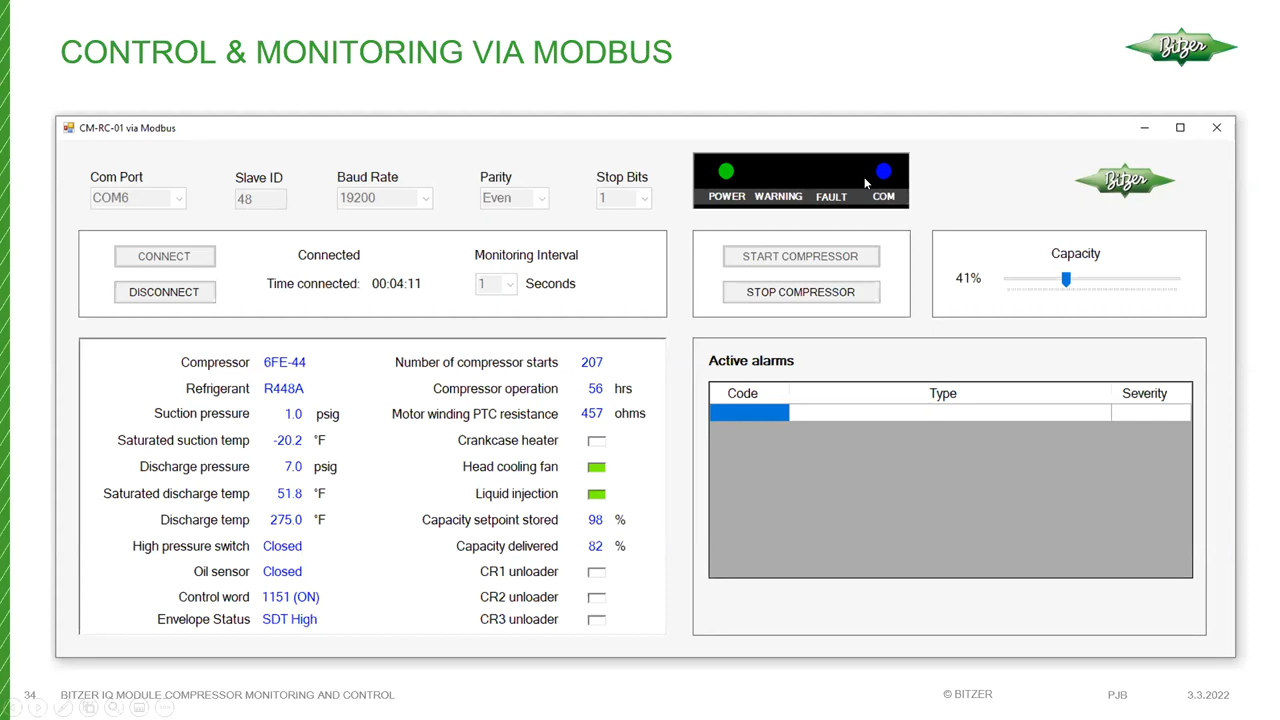 CONTROL & MONITORING VIA MODBUS
Bitzer
CM-RC-01 via Modbus
Com Port
COM6
Slave ID
48
Baud Rate
19200
Parity
Even
Stop Bits
1
POWER WARNING FAULT COM
Bitzer
CONNECT
Connected
Monitoring Interval
DISCONNECT
Time connected: 00:04:11
1 Seconds
START COMPRESSOR
STOP COMPRESSOR
Capacity
41%
Compressor 6FE-44
Refrigerant R448A
Suction pressure 1.0 psig
Saturated suction temp -20.2 °F
Discharge pressure 7.0 psig
Saturated discharge temp 51.8 °F
Discharge temp 275.0 °F
High pressure switch Closed
Oil sensor Closed
Control word 1151 (ON)
Envelope Status SDT High
Number of compressor starts 207
Compressor operation 56 hrs
Motor winding PTC resistance 457 ohms
Crankcase heater
Head cooling fan
Liquid injection
Capacity setpoint stored 98 %
Capacity delivered 82 %
CR1 unloader
CR2 unloader
CR3 unloader
Active alarms
Code Type Severity
34 BITZER IQ MODULE COMPRESSOR MONITORING AND CONTROL
© BITZER
PJB
3.3.2022